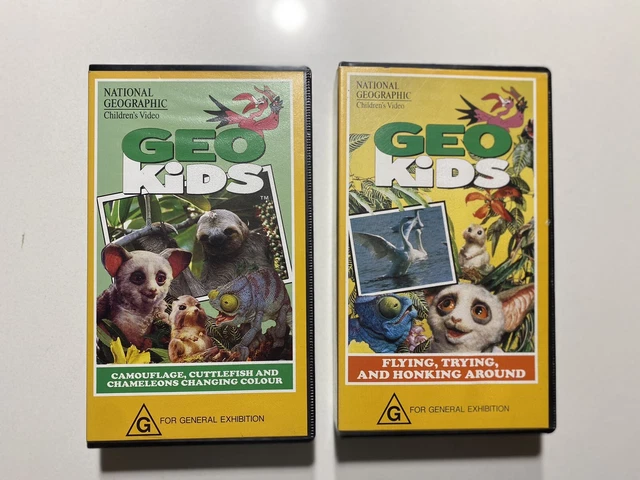 NATIONAL
GEOGRAPHIC
Children's Video
GEO
KiDS
TM
CAMOUFLAGE, CUTTLEFISH AND
CHAMELEONS CHANGING COLOUR
G FOR GENERAL EXHIBITION
NATIONAL
GEOGRAPHIC
Children's Video
GEO
KiDS
FLYING, TRYING,
AND HONKING AROUND
G FOR GENERAL EXHIBITION